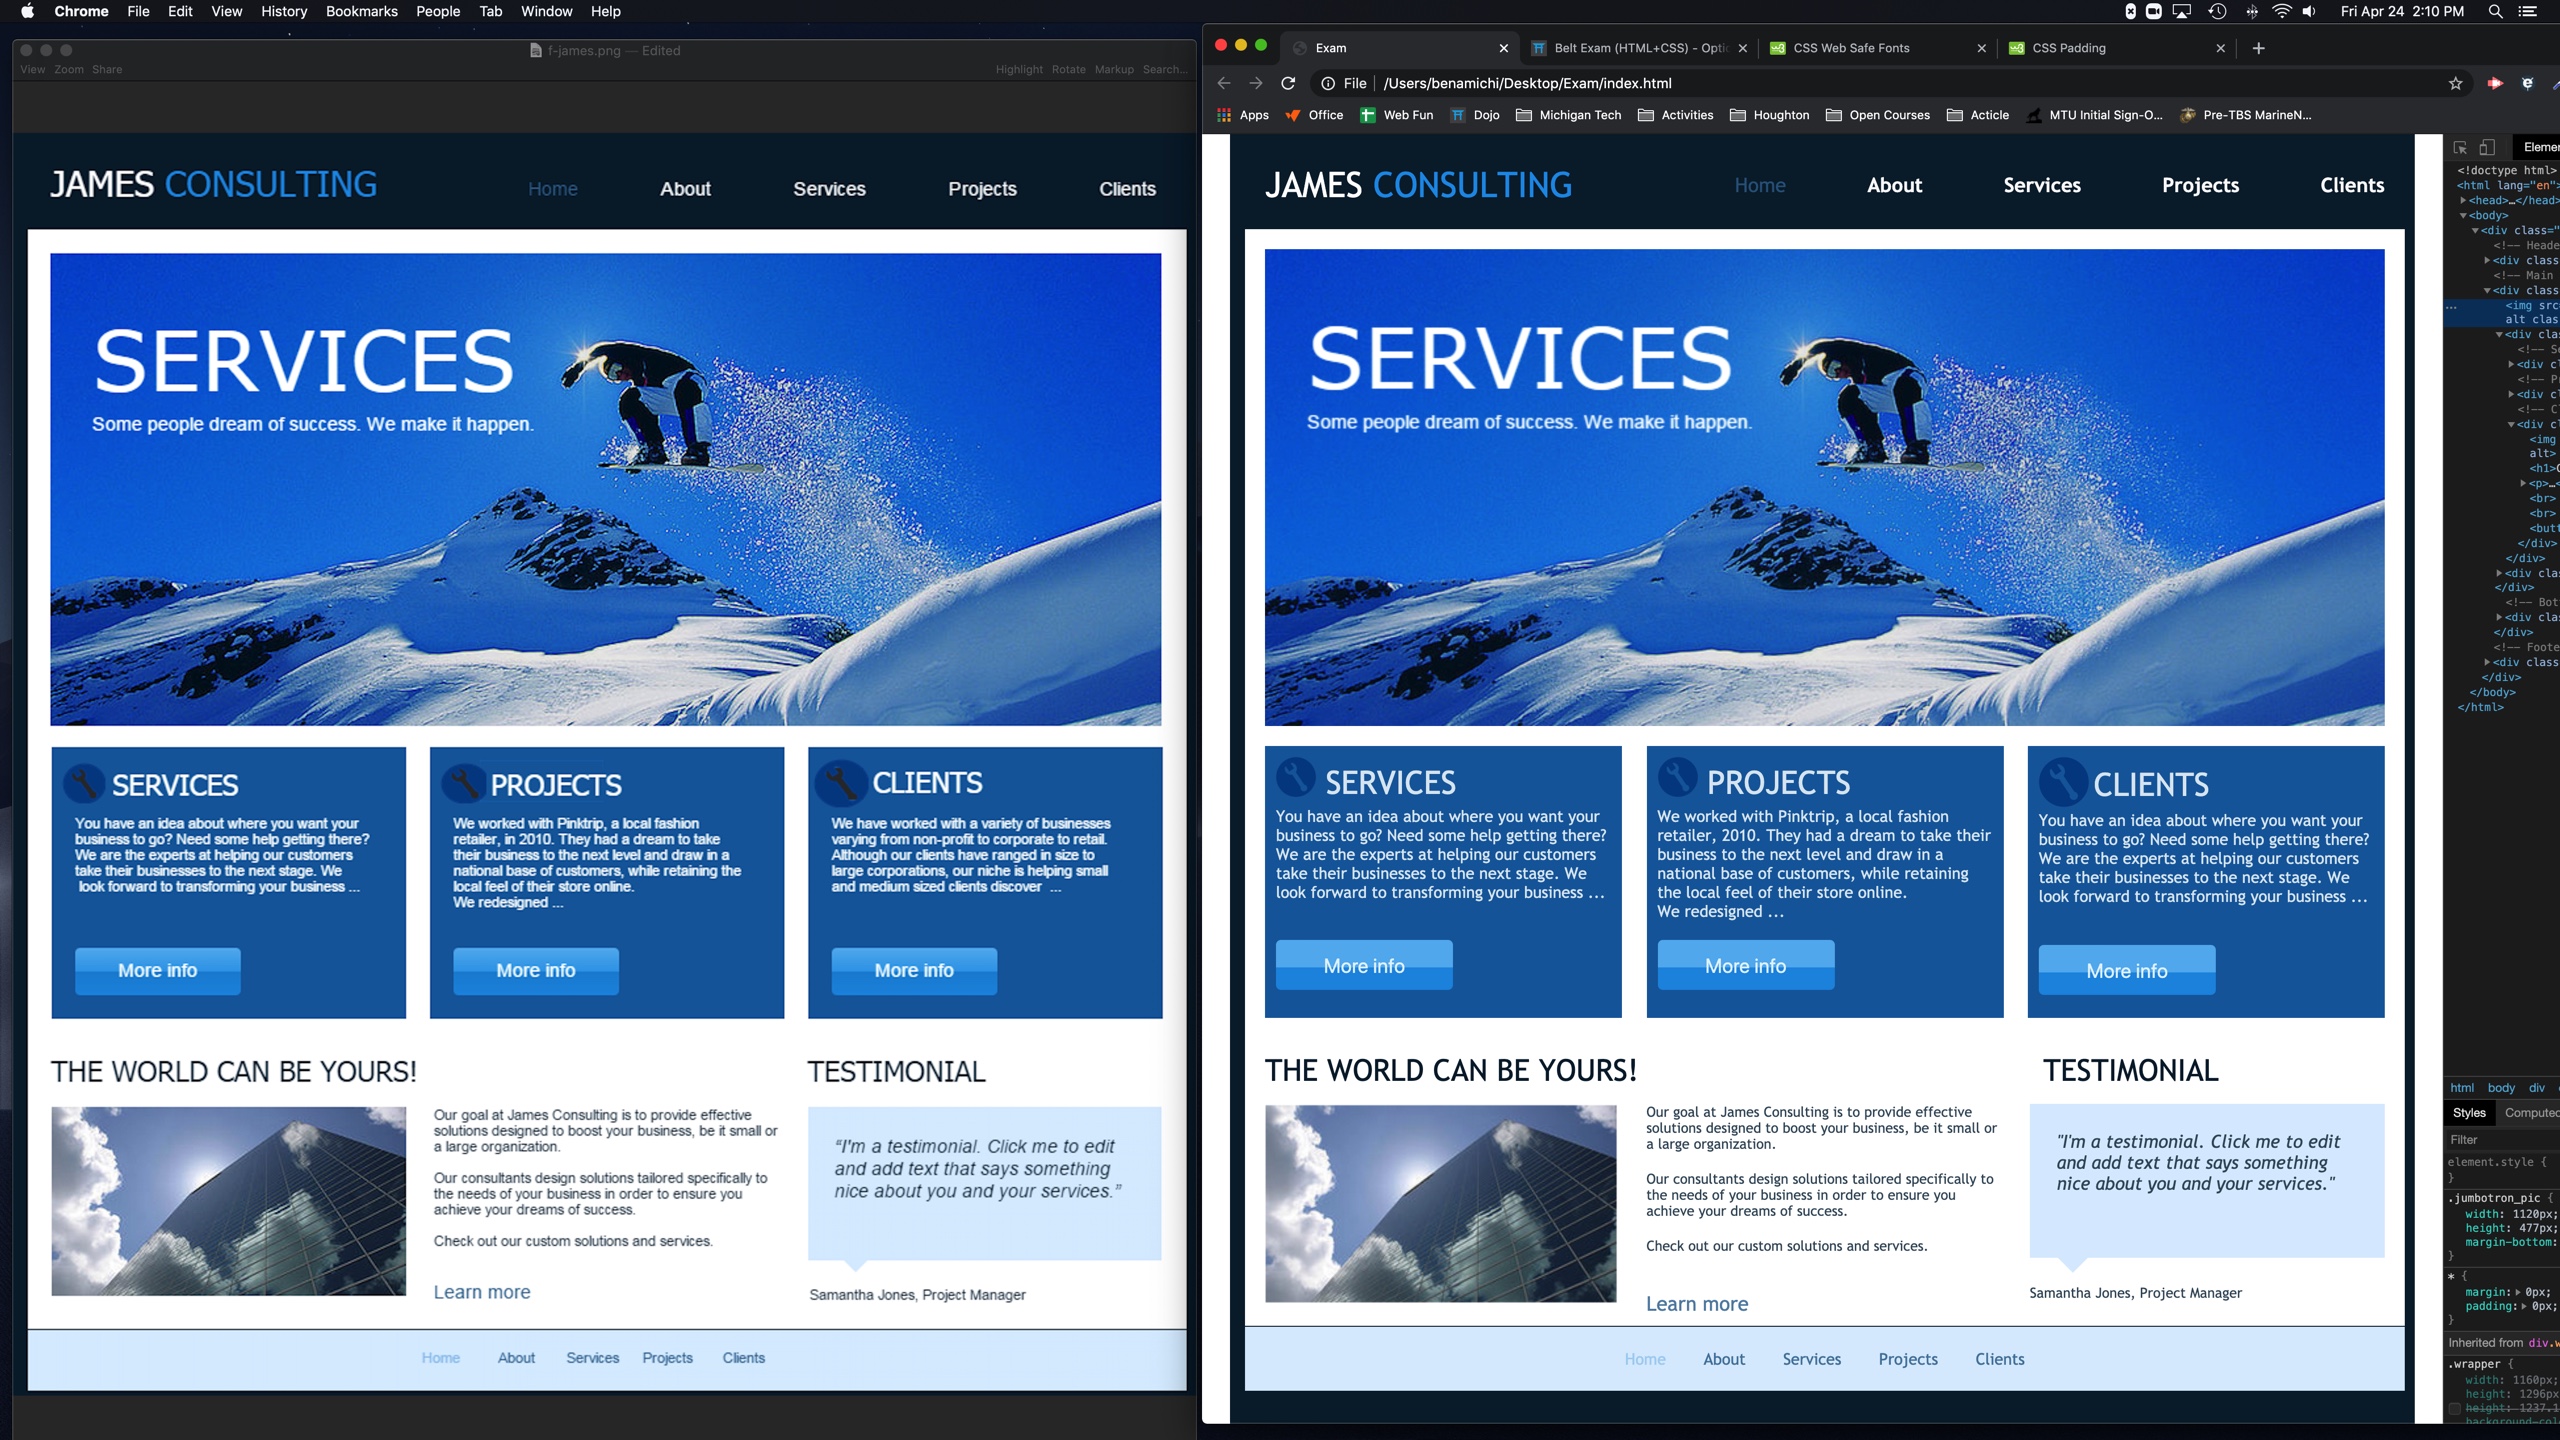 Chrome File Edit View History Bookmarks People Tab Window Help
Fri Apr 24 2:10 PM
f-james.png — Edited
View Zoom Share
Highlight Rotate Markup Search...
JAMES CONSULTING
Home About Services Projects Clients
SERVICES
Some people dream of success. We make it happen.
SERVICES
You have an idea about where you want your
business to go? Need some help getting there?
We are the experts at helping our customers
take their businesses to the next stage. We
look forward to transforming your business ...
More info
PROJECTS
We worked with Pinktrip, a local fashion
retailer, in 2010. They had a dream to take
their business to the next level and draw in a
national base of customers, while retaining the
local feel of their store online.
We redesigned ...
More info
CLIENTS
We have worked with a variety of businesses
varying from non-profit to corporate to retail.
Although our clients have ranged in size to
large corporations, our niche is helping small
and medium sized clients discover ...
More info
THE WORLD CAN BE YOURS!
Our goal at James Consulting is to provide effective
solutions designed to boost your business, be it small or
a large organization.
Our consultants design solutions tailored specifically to
the needs of your business in order to ensure you
achieve your dreams of success.
Check out our custom solutions and services.
Learn more
TESTIMONIAL
“I'm a testimonial. Click me to edit
and add text that says something
nice about you and your services.”
Samantha Jones, Project Manager
Home About Services Projects Clients
Exam
Belt Exam (HTML+CSS) - Optic
CSS Web Safe Fonts
CSS Padding
File /Users/benamichi/Desktop/Exam/index.html
Apps Office Web Fun Dojo Michigan Tech Activities Houghton Open Courses Acticle MTU Initial Sign-O... Pre-TBS MarineN...
JAMES CONSULTING
Home About Services Projects Clients
SERVICES
Some people dream of success. We make it happen.
SERVICES
You have an idea about where you want your
business to go? Need some help getting there?
We are the experts at helping our customers
take their businesses to the next stage. We
look forward to transforming your business ...
More info
PROJECTS
We worked with Pinktrip, a local fashion
retailer, 2010. They had a dream to take their
business to the next level and draw in a
national base of customers, while retaining
the local feel of their store online.
We redesigned ...
More info
CLIENTS
You have an idea about where you want your
business to go? Need some help getting there?
We are the experts at helping our customers
take their businesses to the next stage. We
look forward to transforming your business ...
More info
THE WORLD CAN BE YOURS!
Our goal at James Consulting is to provide effective
solutions designed to boost your business, be it small or
a large organization.
Our consultants design solutions tailored specifically to
the needs of your business in order to ensure you
achieve your dreams of success.
Check out our custom solutions and services.
Learn more
TESTIMONIAL
"I'm a testimonial. Click me to edit
and add text that says something
nice about you and your services."
Samantha Jones, Project Manager
Home About Services Projects Clients
Elemen
<!doctype html>
<html lang="en">
<head>…</head>
<body>
<div class="
<!-- Heade
<div class
<!-- Main
<div class
<img src
alt clas
<div clas
<!-- Se
<div cl
<!-- Pr
<div cl
<!-- Cl
<div cl
<img
alt>
<h1>C
<p>…<
<br>
<br>
<butt
</div>
</div>
<div clas
</div>
<!-- Bot
<div clas
</div>
<!-- Foote
<div class
</div>
</body>
</html>
html body div
Styles Computed
Filter
element.style {
}
.jumbotron_pic {
width: 1120px;
height: 477px;
margin-bottom:
}
* {
margin: 0px;
padding: 0px;
}
Inherited from div.w
.wrapper {
width: 1160px;
height: 1296px
height: 1237.1
background-col